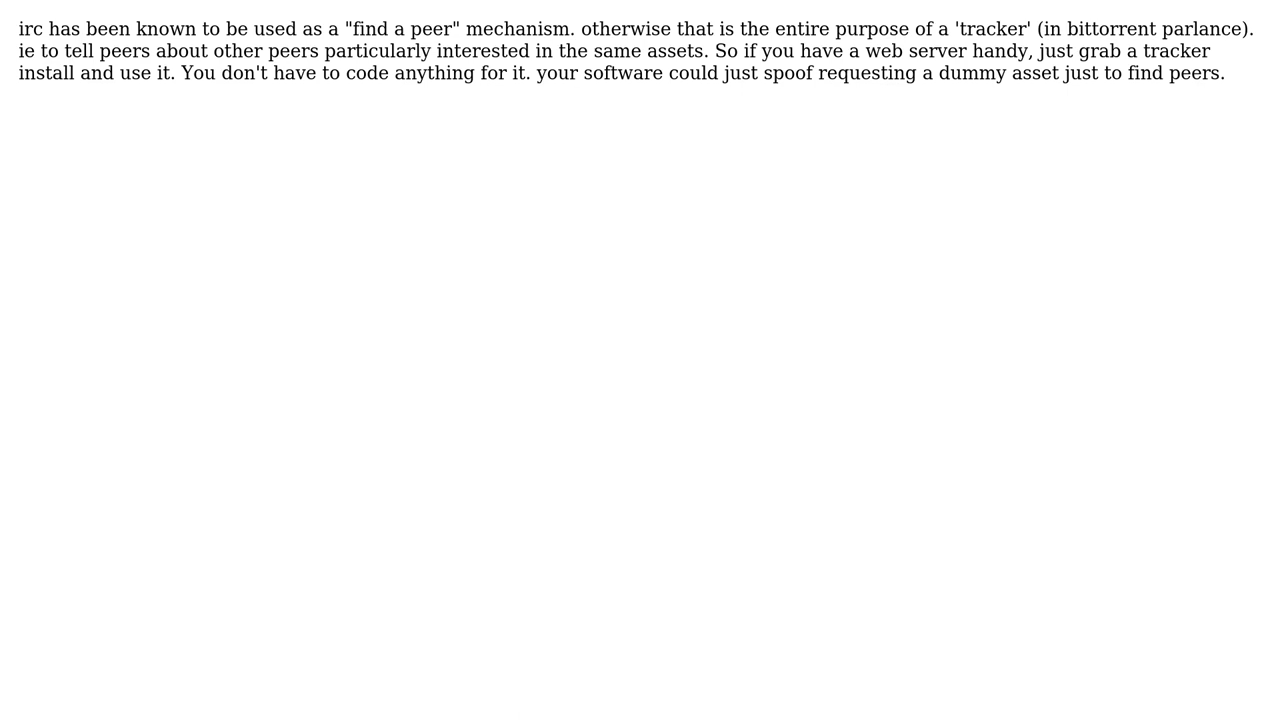 irc has been known to be used as a "find a peer" mechanism. otherwise that is the entire purpose of a 'tracker' (in bittorrent parlance).
ie to tell peers about other peers particularly interested in the same assets. So if you have a web server handy, just grab a tracker
install and use it. You don't have to code anything for it. your software could just spoof requesting a dummy asset just to find peers.